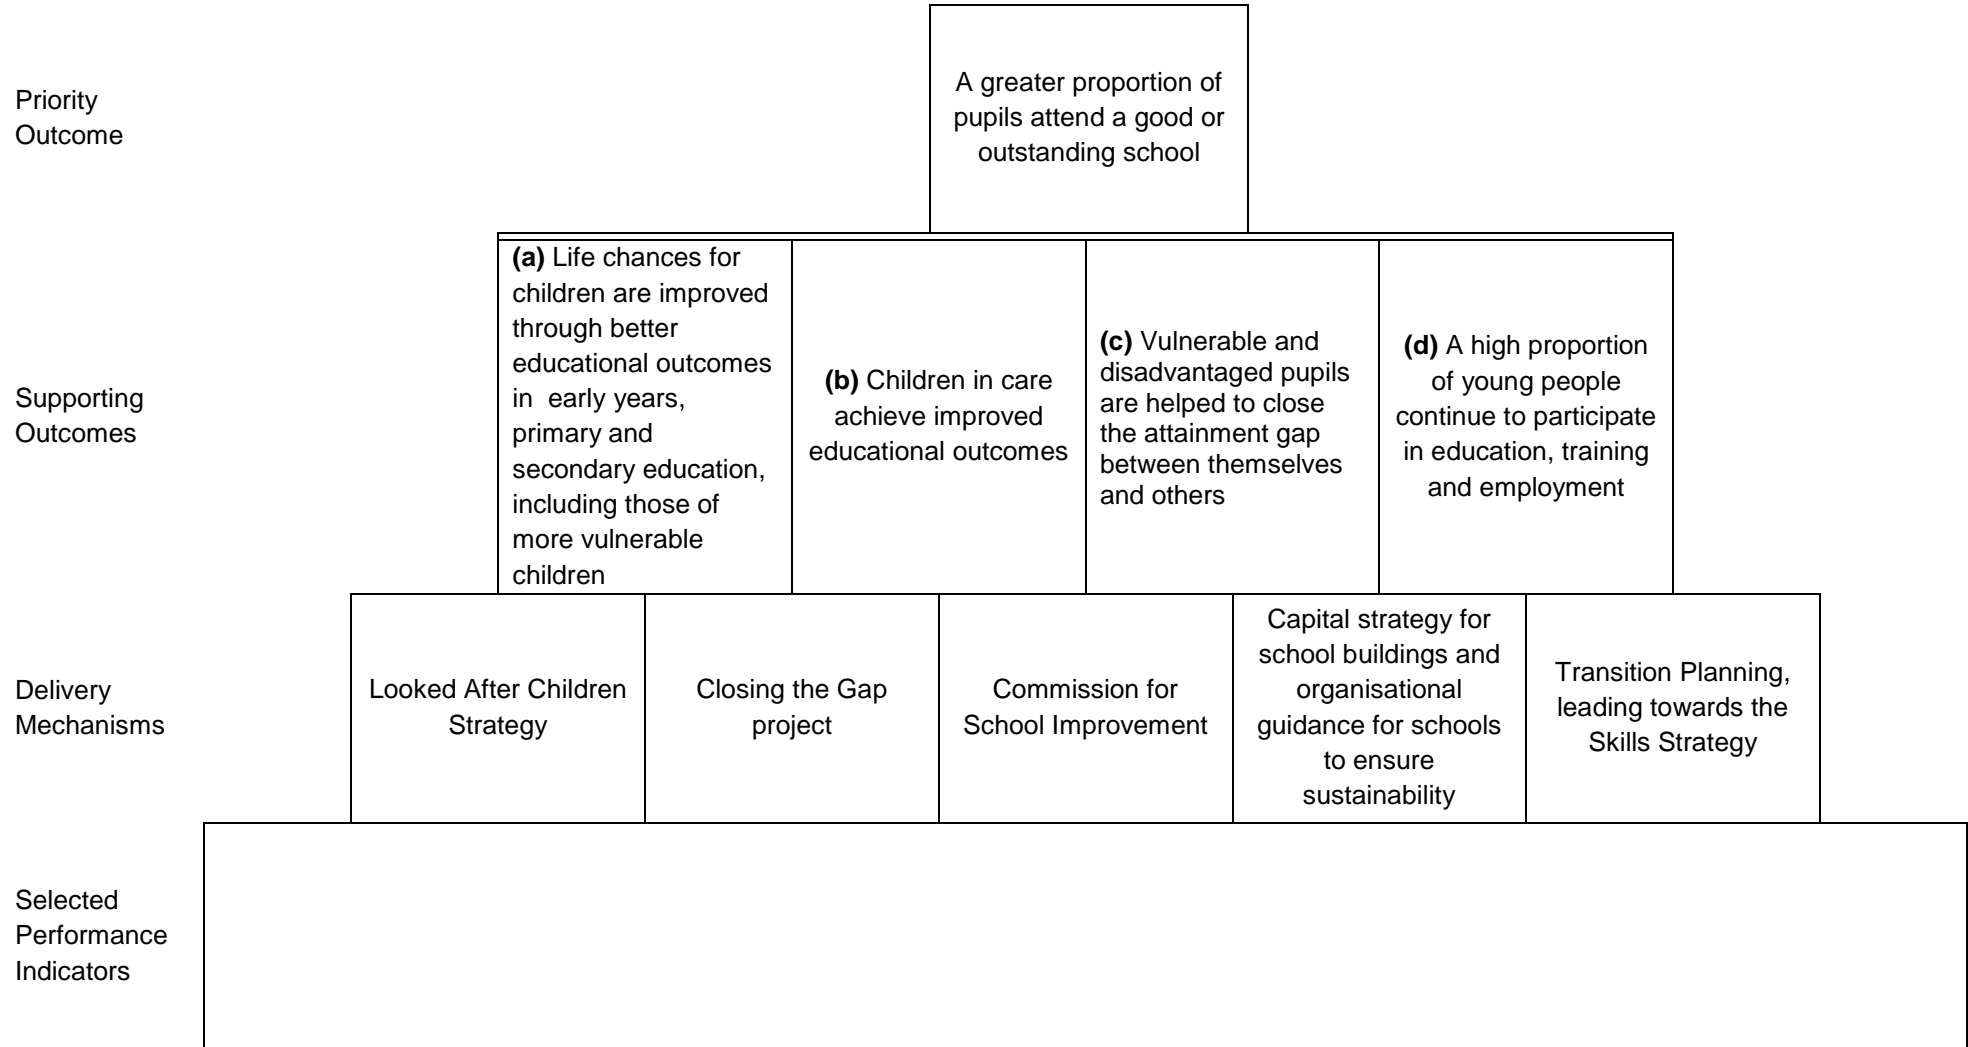 Priority
Outcome
A greater proportion of
pupils attend a good or
outstanding school
Supporting
Outcomes
(a) Life chances for
children are improved
through better
educational outcomes
in early years,
primary and
secondary education,
including those of
more vulnerable
children
(b) Children in care
achieve improved
educational outcomes
(c) Vulnerable and
disadvantaged pupils
are helped to close
the attainment gap
between themselves
and others
(d) A high proportion
of young people
continue to participate
in education, training
and employment
Delivery
Mechanisms
Looked After Children
Strategy
Closing the Gap
project
Commission for
School Improvement
Capital strategy for
school buildings and
organisational
guidance for schools
to ensure
sustainability
Transition Planning,
leading towards the
Skills Strategy
Selected
Performance
Indicators